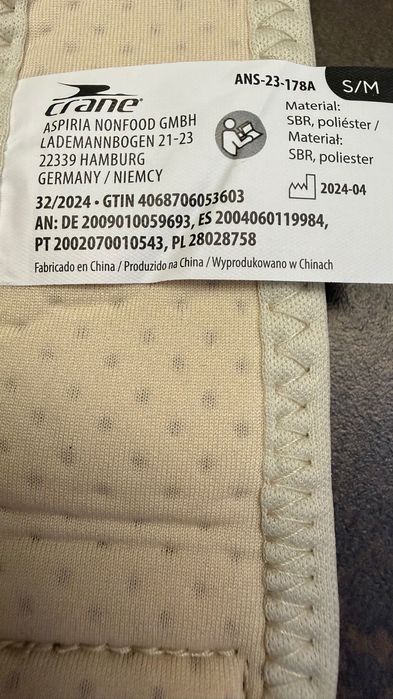 ANS-23-178A
S/M
crane®
ASPIRIA NONFOOD GMBH
LADEMANNBOGEN 21-23
22339 HAMBURG
GERMANY / NIEMCY
Material:
SBR, poliéster /
Materiał:
SBR, poliester
2024-04
32/2024 • GTIN 4068706053603
AN: DE 2009010059693, ES 2004060119984,
PT 2002070010543, PL 28028758
Fabricado en China / Produzido na China / Wyprodukowano w Chinach